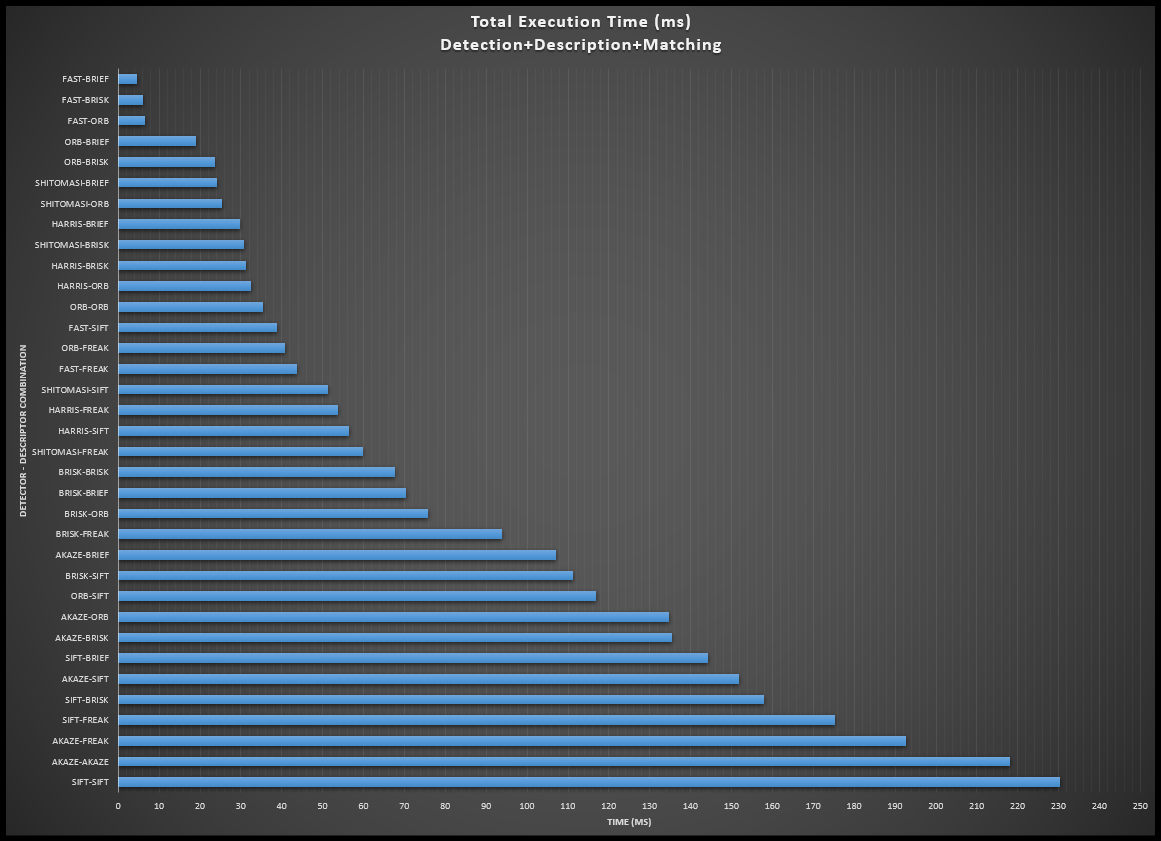 Total Execution Time (ms)
Detection+Description+Matching
DETECTOR - DESCRIPTOR COMBINATION
FAST-BRIEF
FAST-BRISK
FAST-ORB
ORB-BRIEF
ORB-BRISK
SHITOMASI-BRIEF
SHITOMASI-ORB
HARRIS-BRIEF
SHITOMASI-BRISK
HARRIS-BRISK
HARRIS-ORB
ORB-ORB
FAST-SIFT
ORB-FREAK
FAST-FREAK
SHITOMASI-SIFT
HARRIS-FREAK
HARRIS-SIFT
SHITOMASI-FREAK
BRISK-BRISK
BRISK-BRIEF
BRISK-ORB
BRISK-FREAK
AKAZE-BRIEF
BRISK-SIFT
ORB-SIFT
AKAZE-ORB
AKAZE-BRISK
SIFT-BRIEF
AKAZE-SIFT
SIFT-BRISK
SIFT-FREAK
AKAZE-FREAK
AKAZE-AKAZE
SIFT-SIFT
0 10 20 30 40 50 60 70 80 90 100 110 120 130 140 150 160 170 180 190 200 210 220 230 240 250
TIME (MS)